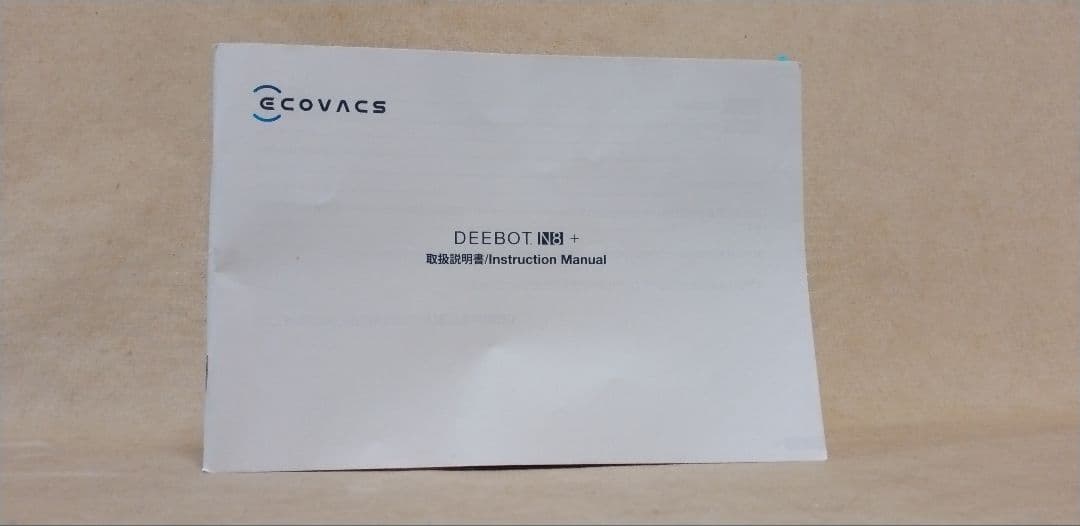 ECOVACS
DEEBOT N8 +
取扱説明書/Instruction Manual